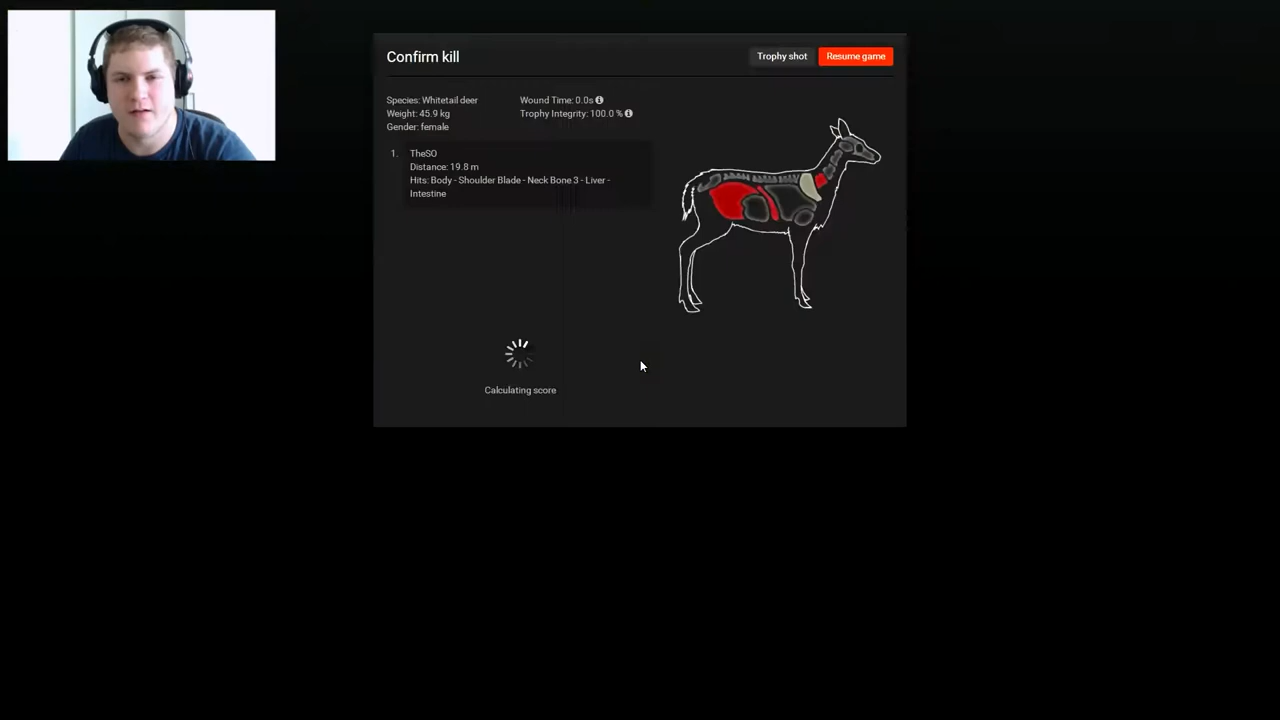 Confirm kill
Trophy shot
Resume game
Species: Whitetail deer
Weight: 45.9 kg
Gender: female
Wound Time: 0.0s
Trophy Integrity: 100.0 %
1. TheSO
Distance: 19.8 m
Hits: Body - Shoulder Blade - Neck Bone 3 - Liver -
Intestine
Calculating score